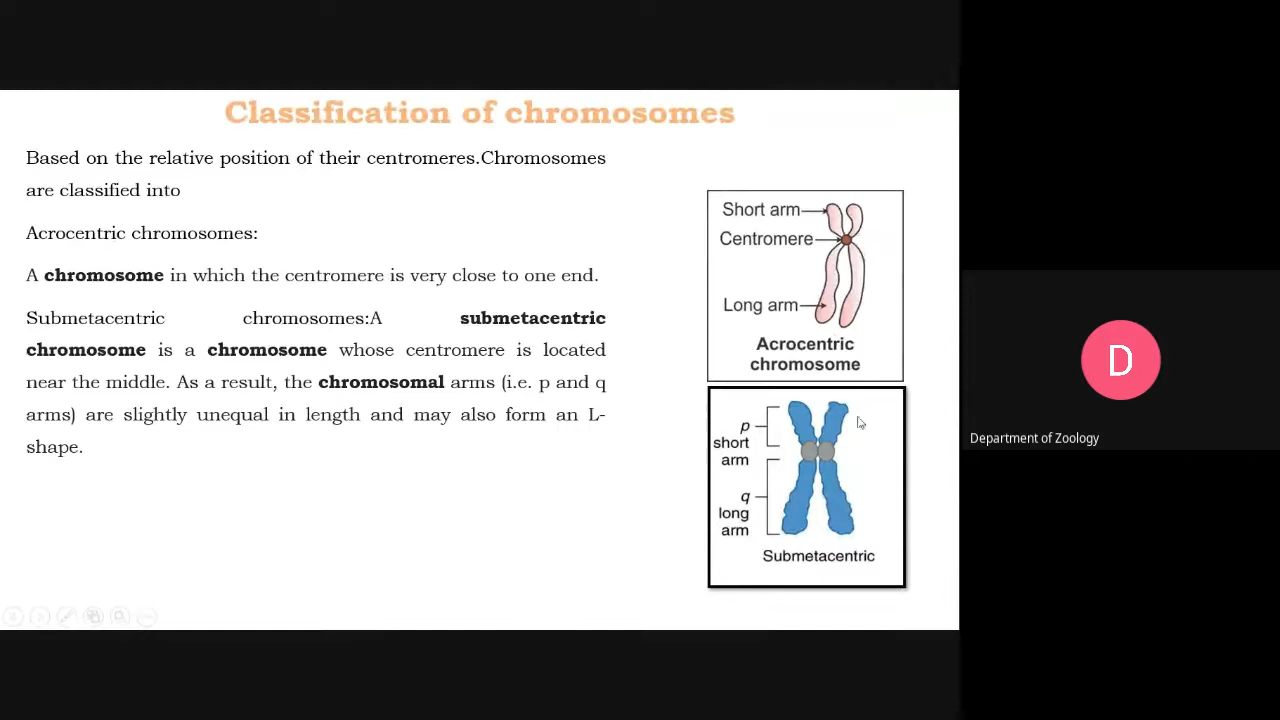 Classification of chromosomes
Based on the relative position of their centromeres.Chromosomes
are classified into
Acrocentric chromosomes:
A chromosome in which the centromere is very close to one end.
Submetacentric chromosomes:A submetacentric
chromosome is a chromosome whose centromere is located
near the middle. As a result, the chromosomal arms (i.e. p and q
arms) are slightly unequal in length and may also form an L-
shape.
Short arm
Centromere
Long arm
Acrocentric
chromosome
p
short
arm
q
long
arm
Submetacentric
D
Department of Zoology